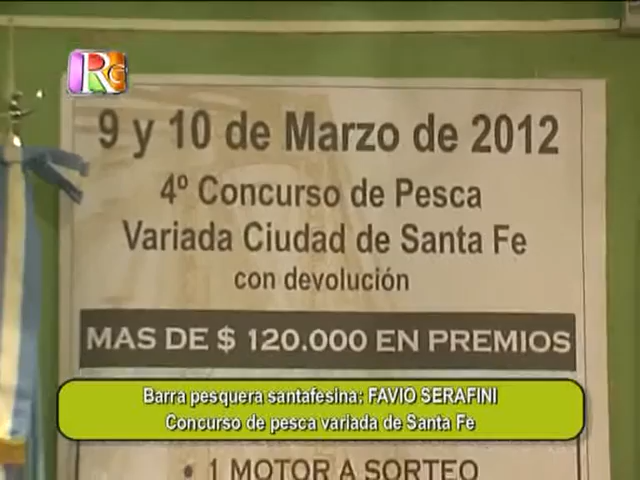 RG
9 y 10 de Marzo de 2012
4º Concurso de Pesca
Variada Ciudad de Santa Fe
con devolución
MAS DE $ 120.000 EN PREMIOS
Barra pesquera santafesina: FAVIO SERAFINI
Concurso de pesca variada de Santa Fe
• 1 MOTOR A SORTEO